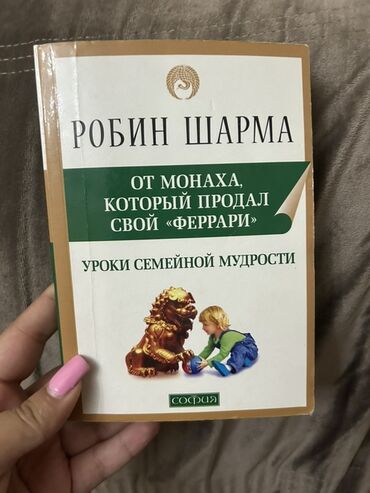 РОБИН ШАРМА
ОТ МОНАХА,
КОТОРЫЙ ПРОДАЛ
СВОЙ «ФЕРРАРИ»
УРОКИ СЕМЕЙНОЙ МУДРОСТИ
СОФИЯ